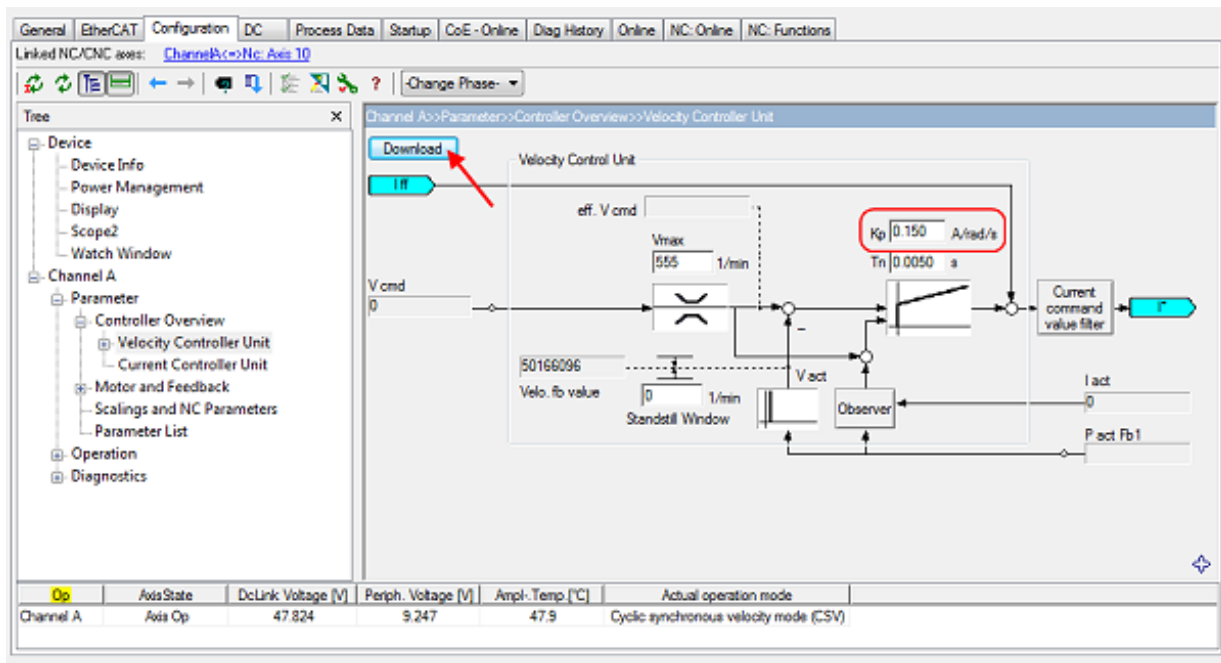 General EtherCAT Configuration DC Process Data Startup CoE - Online Diag History Online NC: Online NC: Functions
Linked NC/CNC axes: ChannelA<=>Nc: Axis 10
? -Change Phase-
Tree X
Channel A>>Parameter>>Controller Overview>>Velocity Controller Unit
Device
Device Info
Power Management
Display
Scope2
Watch Window
Channel A
Parameter
Controller Overview
Velocity Controller Unit
Current Controller Unit
Motor and Feedback
Scalings and NC Parameters
Parameter List
Operation
Diagnostics
Download
Velocity Control Unit
I ff
eff. V cmd
Vmax
555 1/min
Kp 0.150 A/rad/s
Tn 0.0050 s
V cmd
0
Current
command
value filter
50166096
Velo. fb value
0 1/min
Standstill Window
V act
Observer
I act
0
P act Fb1
Op AxisState DcLink Voltage [V] Periph. Voltage [V] Ampl-.Temp.[°C] Actual operation mode
Channel A Axis Op 47.824 9.247 47.9 Cyclic synchronous velocity mode (CSV)